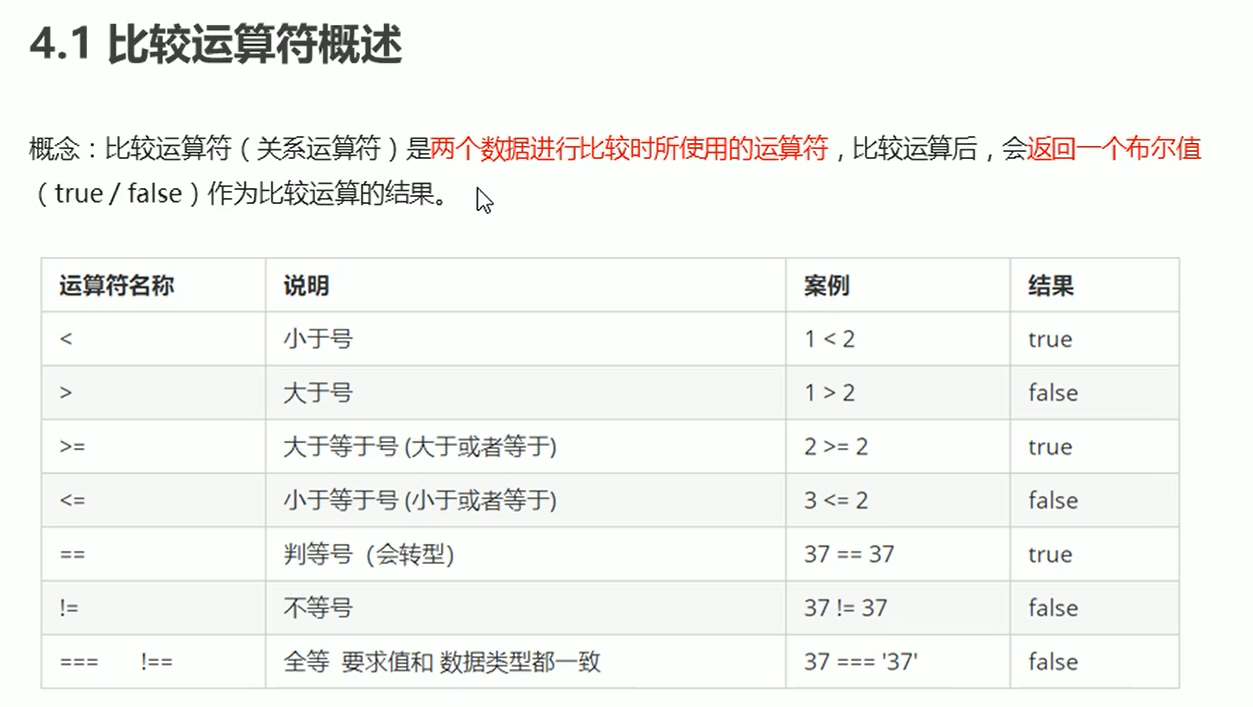 4.1 比较运算符概述
概念：比较运算符（关系运算符）是两个数据进行比较时所使用的运算符，比较运算后，会返回一个布尔值
（true / false）作为比较运算的结果。
运算符名称 说明 案例 结果
< 小于号 1 < 2 true
> 大于号 1 > 2 false
>= 大于等于号 (大于或者等于) 2 >= 2 true
<= 小于等于号 (小于或者等于) 3 <= 2 false
== 判等号（会转型） 37 == 37 true
!= 不等号 37 != 37 false
=== !== 全等 要求值和 数据类型都一致 37 === '37' false